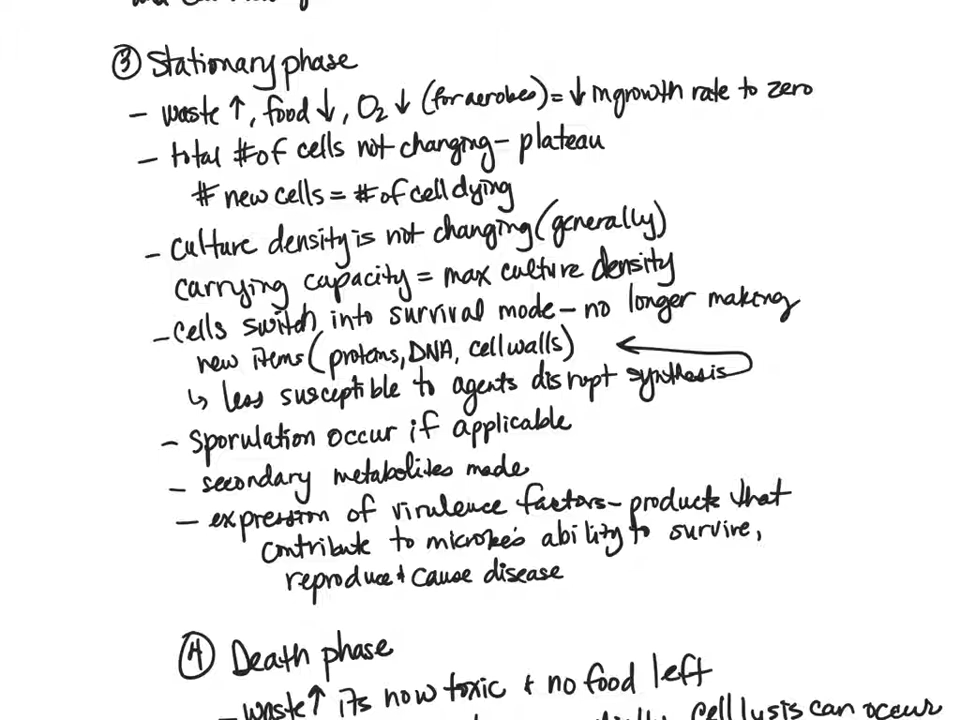 ③ Stationary phase
- waste ↑, food ↓, O2 ↓ (for aerobes) = ↓ in growth rate to zero
- total # of cells not changing - plateau
# new cells = # of cell dying
- culture density is not changing (generally)
carrying capacity = max culture density
- cells switch into survival mode - no longer making
new items (proteins, DNA, cell walls)
↳ less susceptible to agents disrupt synthesis
- sporulation occur if applicable
- secondary metabolites made
- expression of virulence factors - products that
contribute to microbe's ability to survive,
reproduce + cause disease
④ Death phase
- waste ↑ its now toxic + no food left
cell lysis can occur